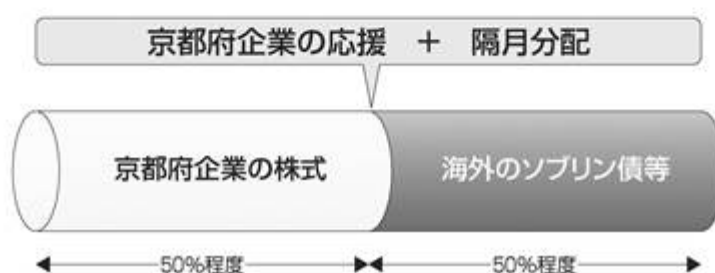 京都府企業の応援 + 隔月分配
京都府企業の株式
海外のソブリン債等
50%程度
50%程度